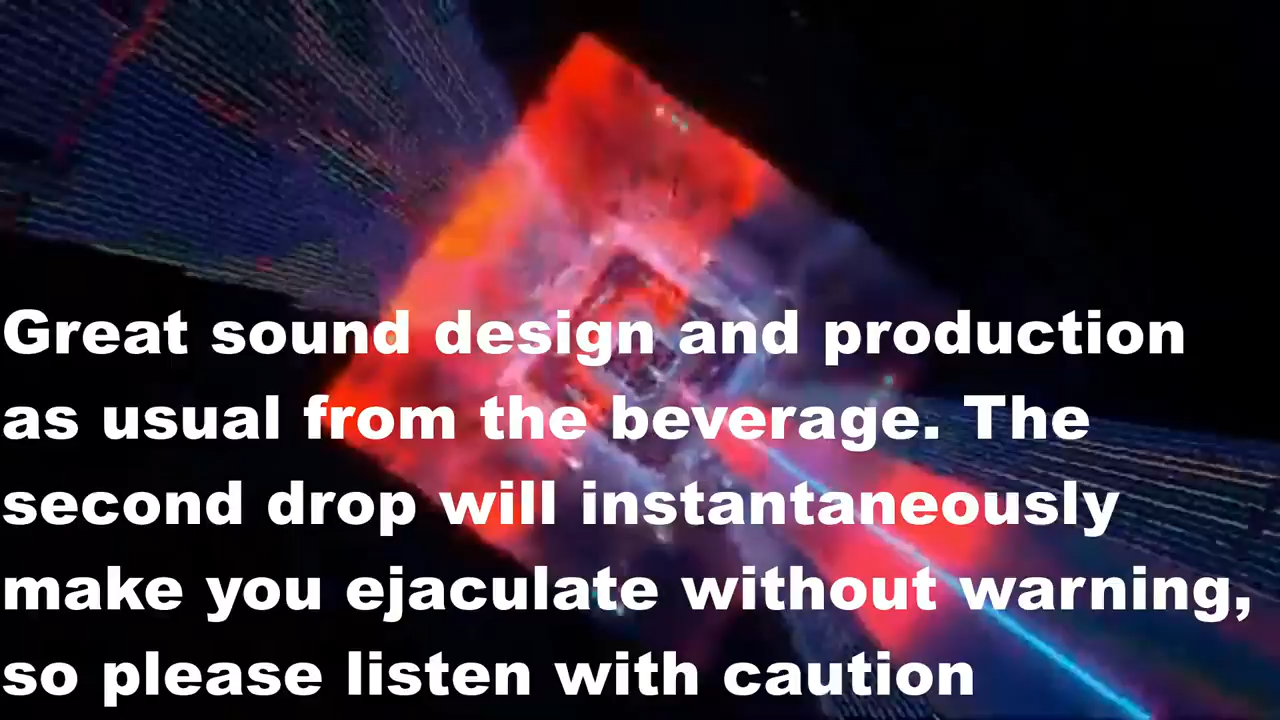 Great sound design and production
as usual from the beverage. The
second drop will instantaneously
make you ejaculate without warning,
so please listen with caution